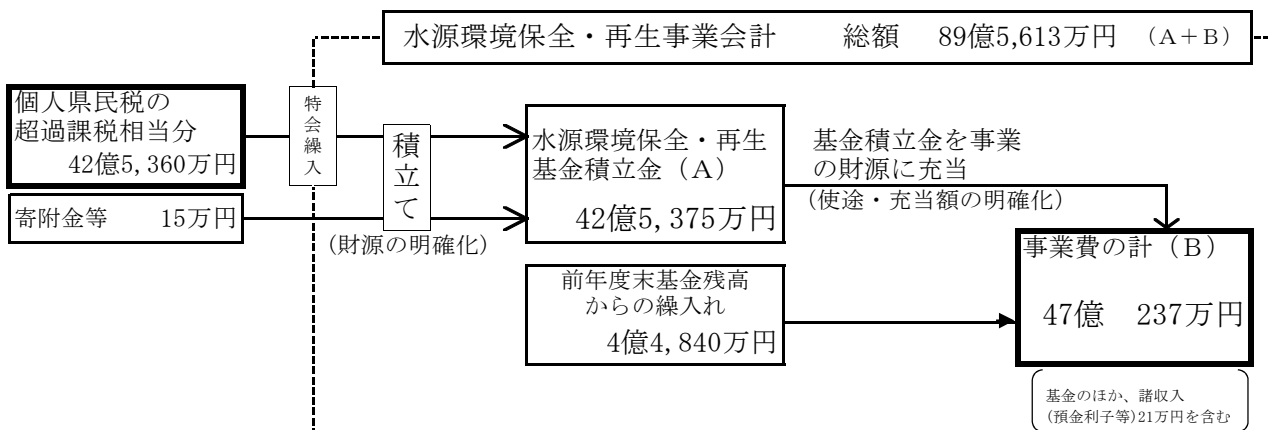 水源環境保全・再生事業会計　　総額　89億5,613万円　（A＋B）
個人県民税の
超過課税相当分
42億5,360万円
寄附金等　　15万円
特会繰入
積立て
（財源の明確化）
水源環境保全・再生
基金積立金（A）
42億5,375万円
基金積立金を事業
の財源に充当
（使途・充当額の明確化）
前年度末基金残高
からの繰入れ
4億4,840万円
事業費の計（B）
47億　237万円
基金のほか、諸収入
(預金利子等)21万円を含む